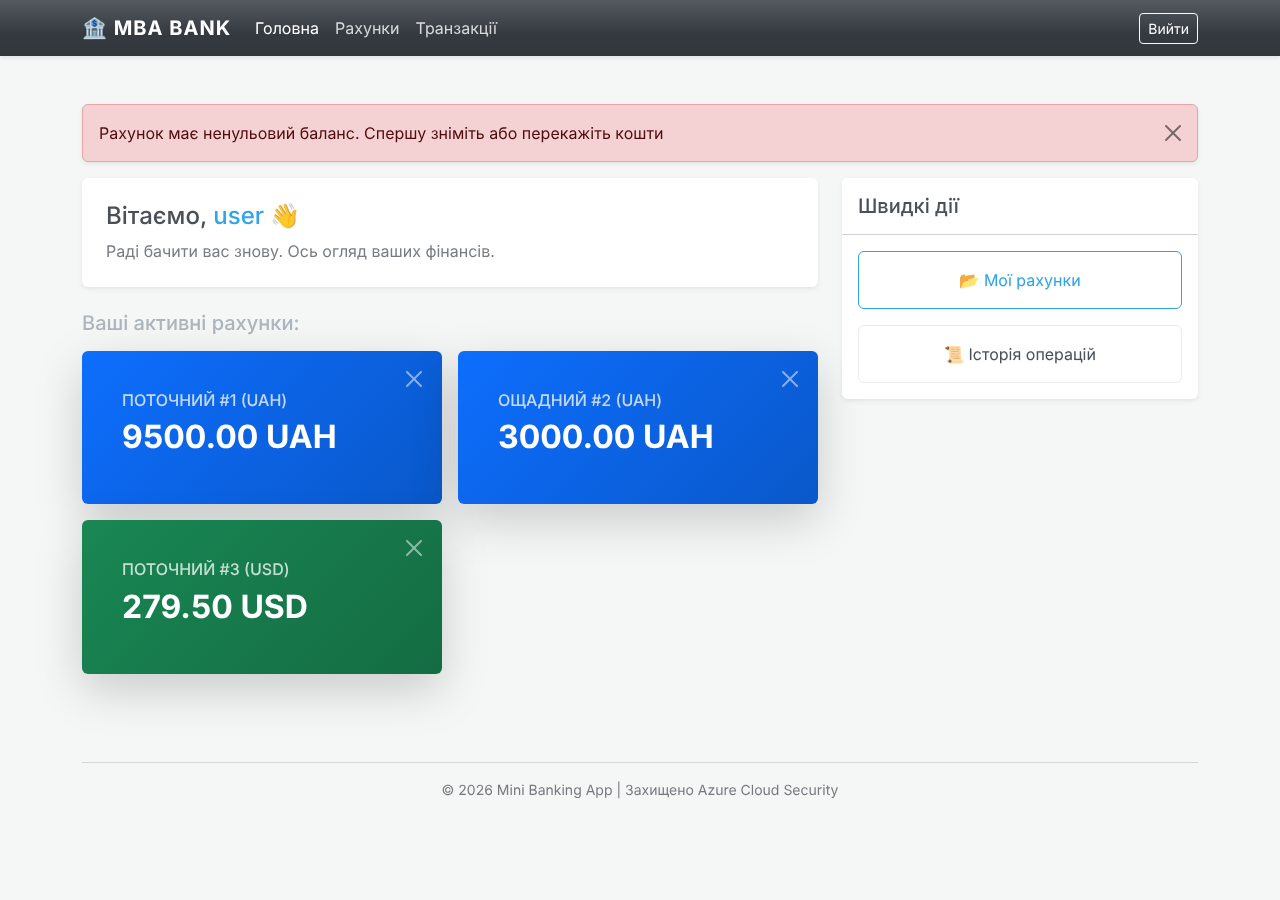 🏦 MBA BANK
Головна
Рахунки
Транзакції
Вийти
Рахунок має ненульовий баланс. Спершу зніміть або перекажіть кошти
Вітаємо, user 👋
Раді бачити вас знову. Ось огляд ваших фінансів.
Ваші активні рахунки:
ПОТОЧНИЙ #1 (UAH)
9500.00 UAH
ОЩАДНИЙ #2 (UAH)
3000.00 UAH
ПОТОЧНИЙ #3 (USD)
279.50 USD
Швидкі дії
📂 Мої рахунки
📜 Історія операцій
© 2026 Mini Banking App | Захищено Azure Cloud Security